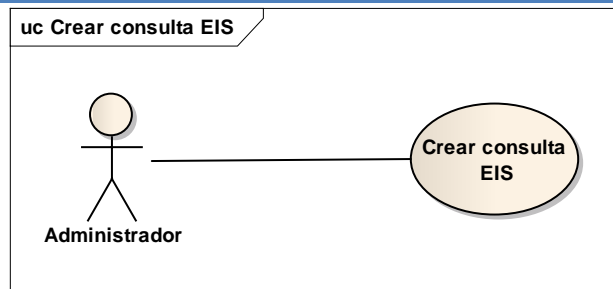 uc Crear consulta EIS
Crear consulta
EIS
Administrador